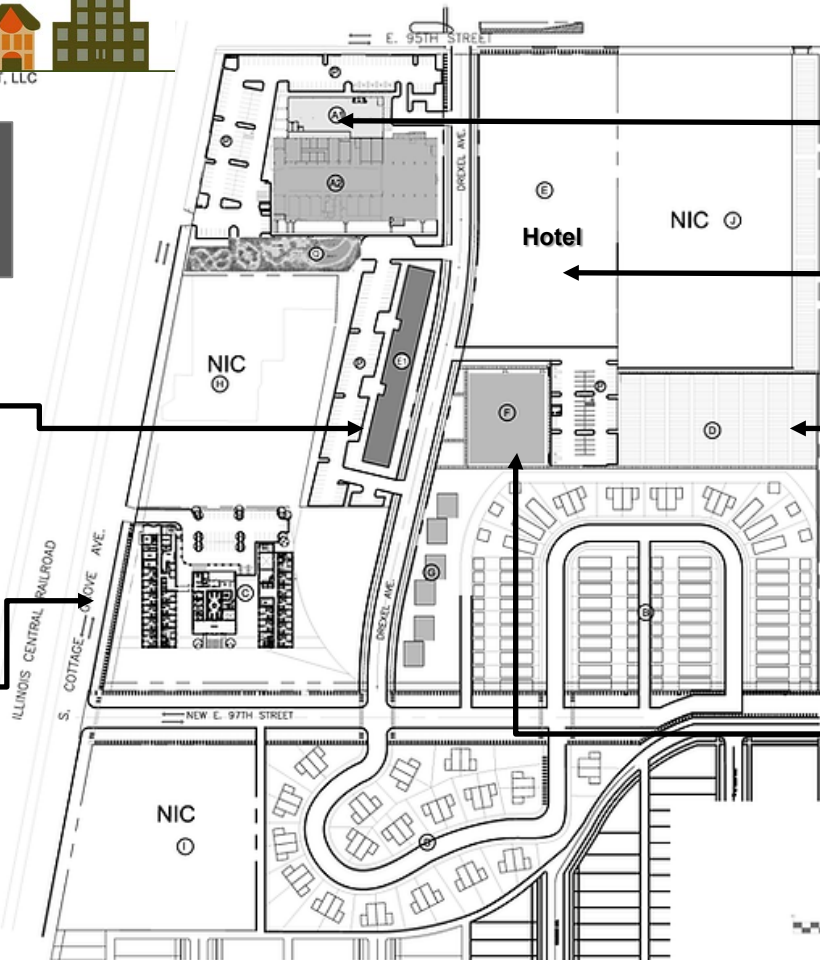 T, LLC
E. 95TH STREET
P
A1
P
DREXEL AVE.
A2
E
NIC J
Hotel
Q
NIC
H
P
E1
P
F
D
S. COTTAGE GROVE AVE.
ILLINOIS CENTRAL RAILROAD
C
G
B
DREXEL AVE.
NEW E. 97TH STREET
NIC
I